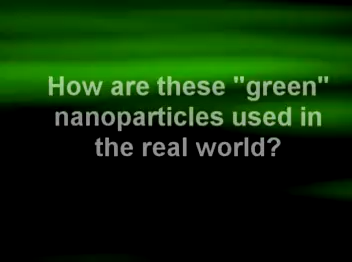 How are these "green"
nanoparticles used in
the real world?